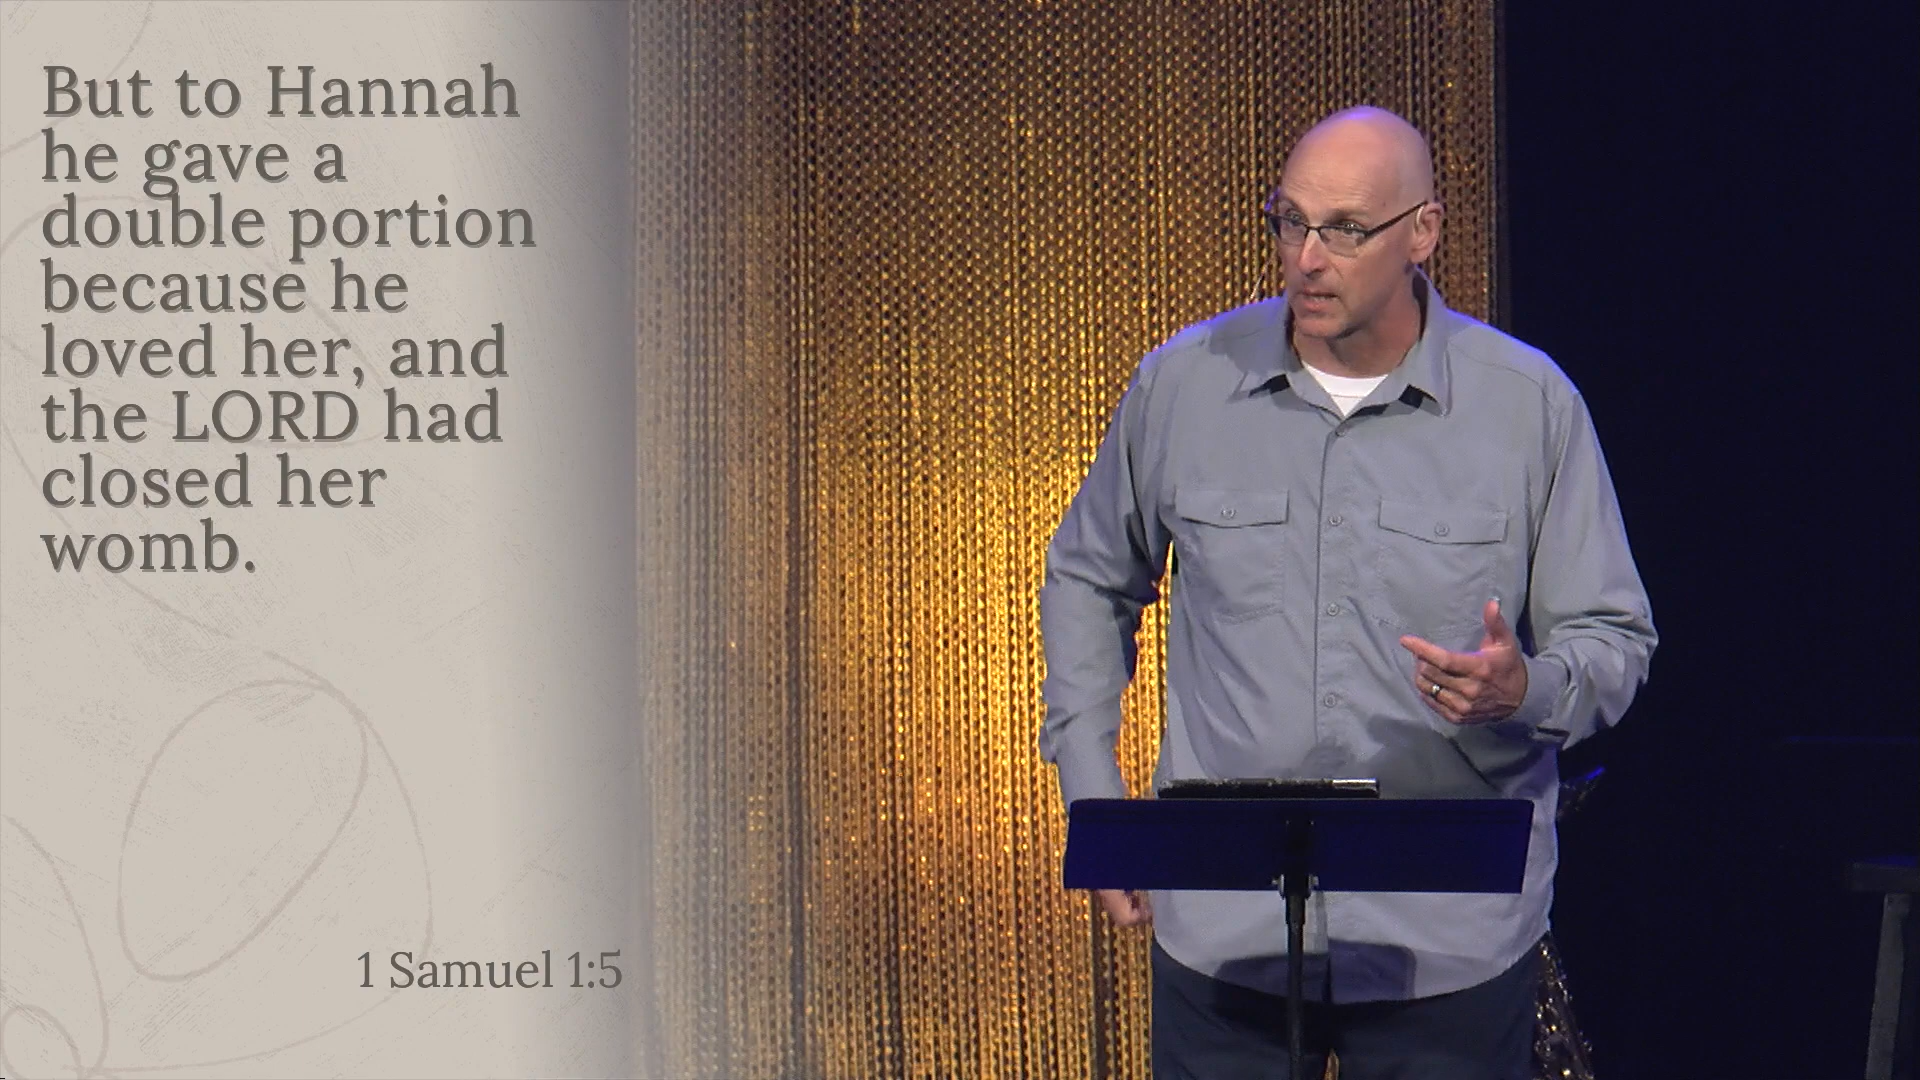 But to Hannah
he gave a
double portion
because he
loved her, and
the LORD had
closed her
womb.
1 Samuel 1:5